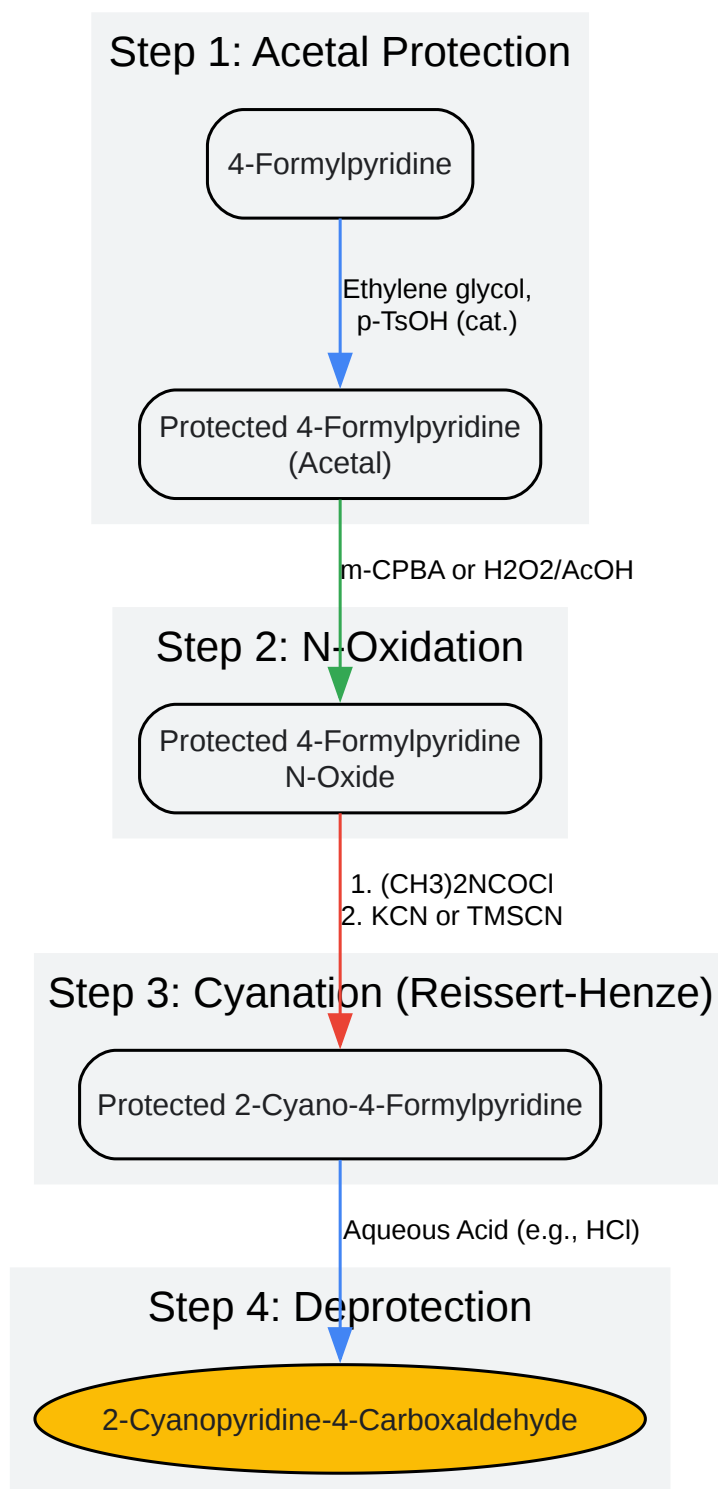 Step 1: Acetal Protection
4-Formylpyridine
Ethylene glycol,
p-TsOH (cat.)
Protected 4-Formylpyridine
(Acetal)
m-CPBA or H2O2/AcOH
Step 2: N-Oxidation
Protected 4-Formylpyridine
N-Oxide
1. (CH3)2NCOCl
2. KCN or TMSCN
Step 3: Cyanation (Reissert-Henze)
Protected 2-Cyano-4-Formylpyridine
Aqueous Acid (e.g., HCl)
Step 4: Deprotection
2-Cyanopyridine-4-Carboxaldehyde